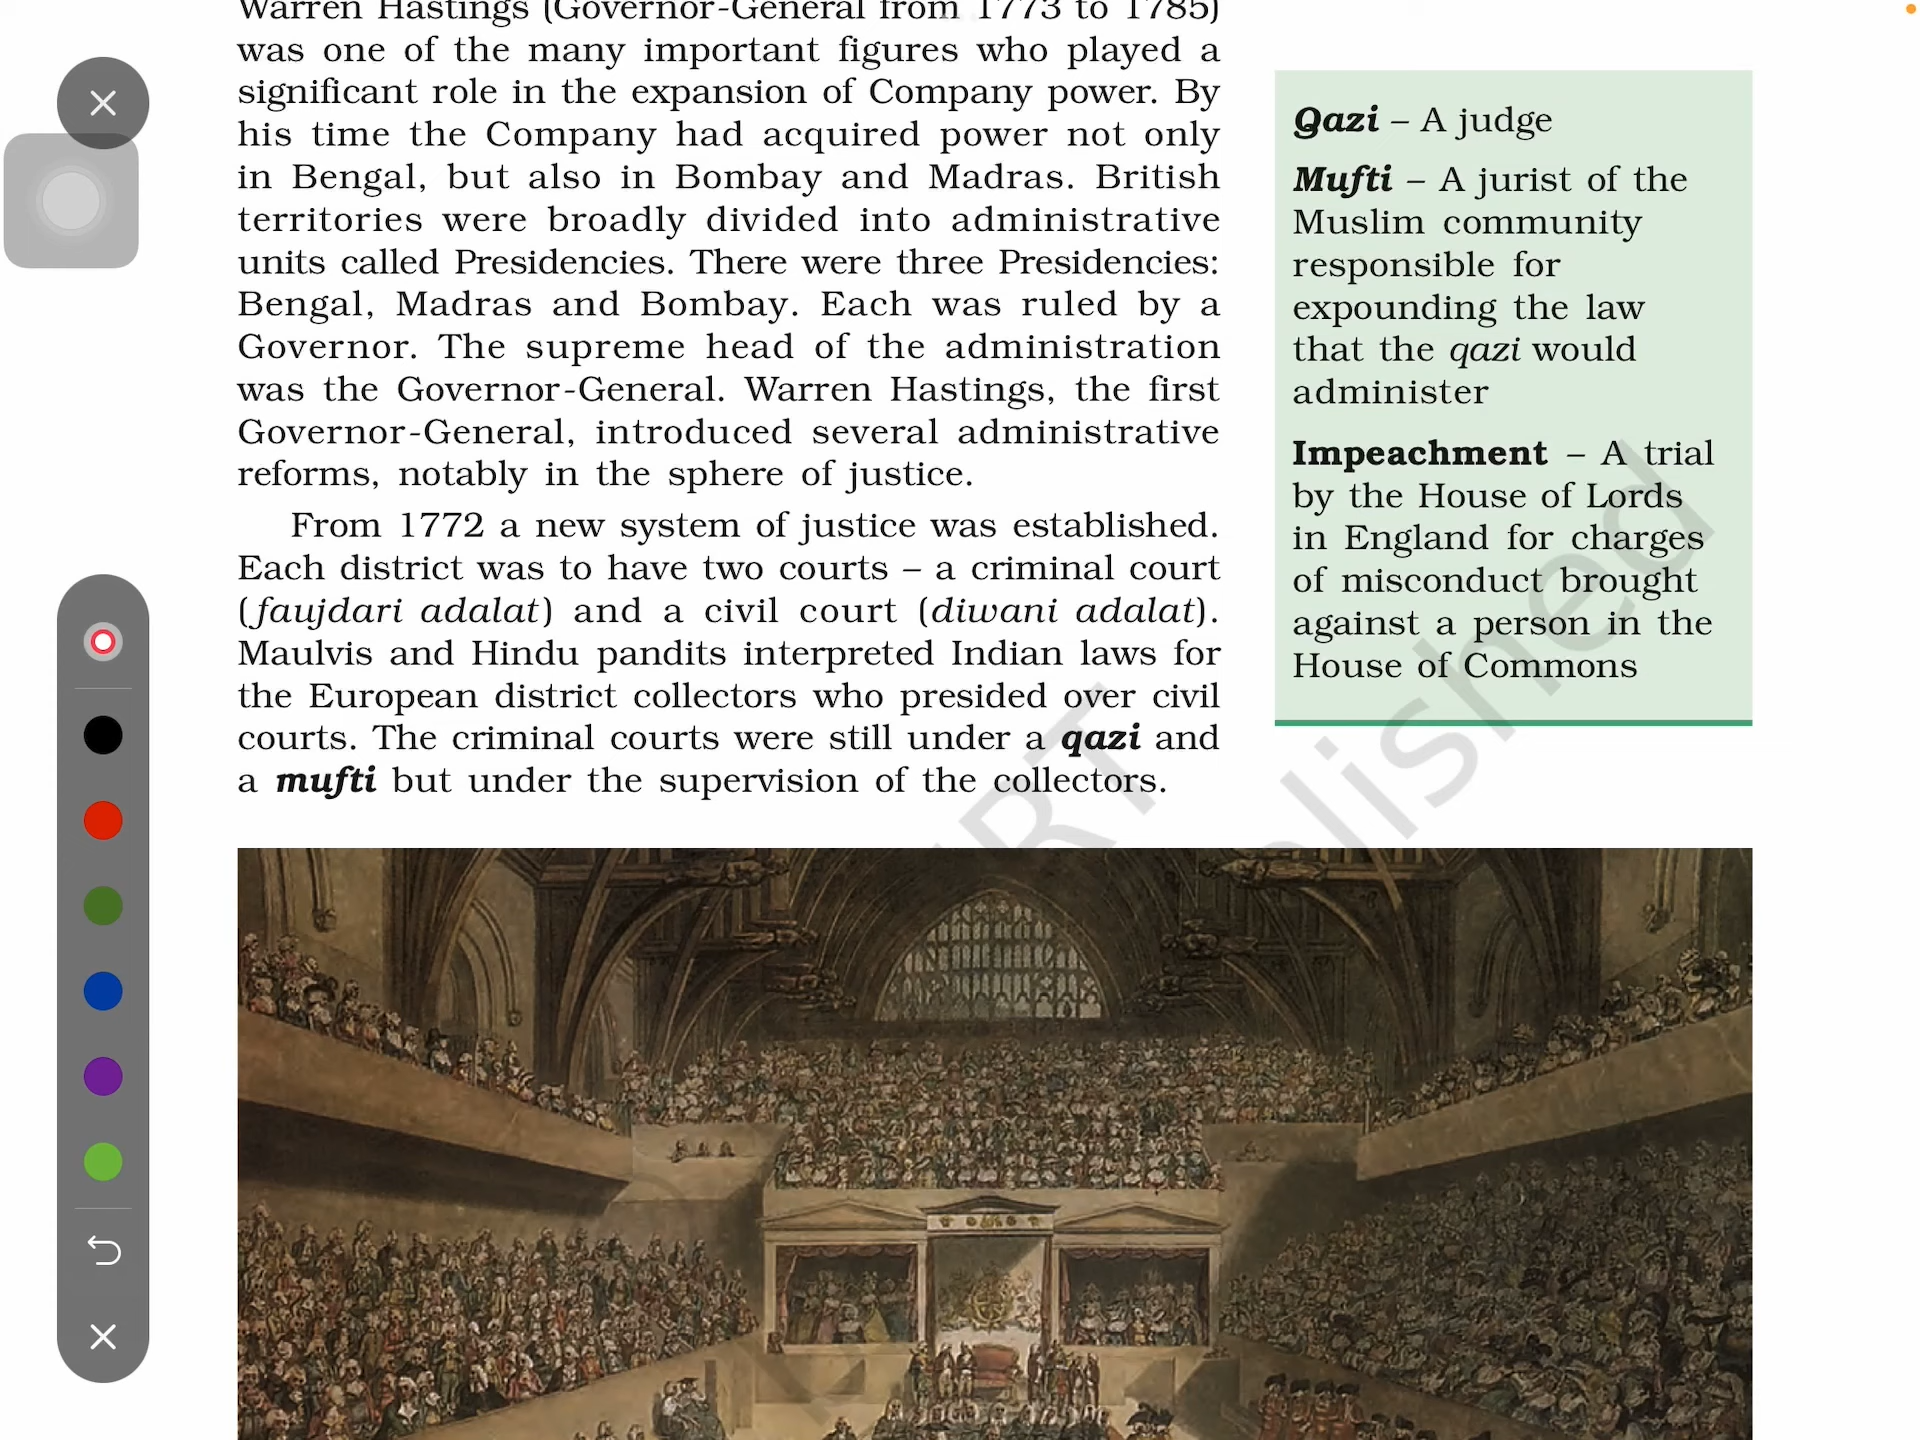 Warren Hastings (Governor-General from 1773 to 1785)
was one of the many important figures who played a
significant role in the expansion of Company power. By
his time the Company had acquired power not only
in Bengal, but also in Bombay and Madras. British
territories were broadly divided into administrative
units called Presidencies. There were three Presidencies:
Bengal, Madras and Bombay. Each was ruled by a
Governor. The supreme head of the administration
was the Governor-General. Warren Hastings, the first
Governor-General, introduced several administrative
reforms, notably in the sphere of justice.
From 1772 a new system of justice was established.
Each district was to have two courts – a criminal court
(faujdari adalat) and a civil court (diwani adalat).
Maulvis and Hindu pandits interpreted Indian laws for
the European district collectors who presided over civil
courts. The criminal courts were still under a qazi and
a mufti but under the supervision of the collectors.
Qazi – A judge
Mufti – A jurist of the
Muslim community
responsible for
expounding the law
that the qazi would
administer
Impeachment – A trial
by the House of Lords
in England for charges
of misconduct brought
against a person in the
House of Commons